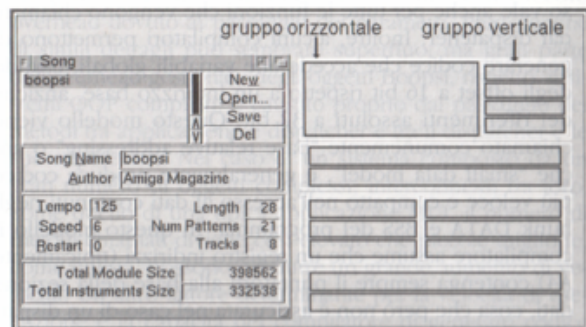 gruppo orizzontale
gruppo verticale
Song
boopsi
New
Open...
Save
Del
Song Name boopsi
Author Amiga Magazine
Tempo 125
Speed 6
Restart 0
Length 28
Num Patterns 21
Tracks 8
Total Module Size 398562
Total Instruments Size 332538